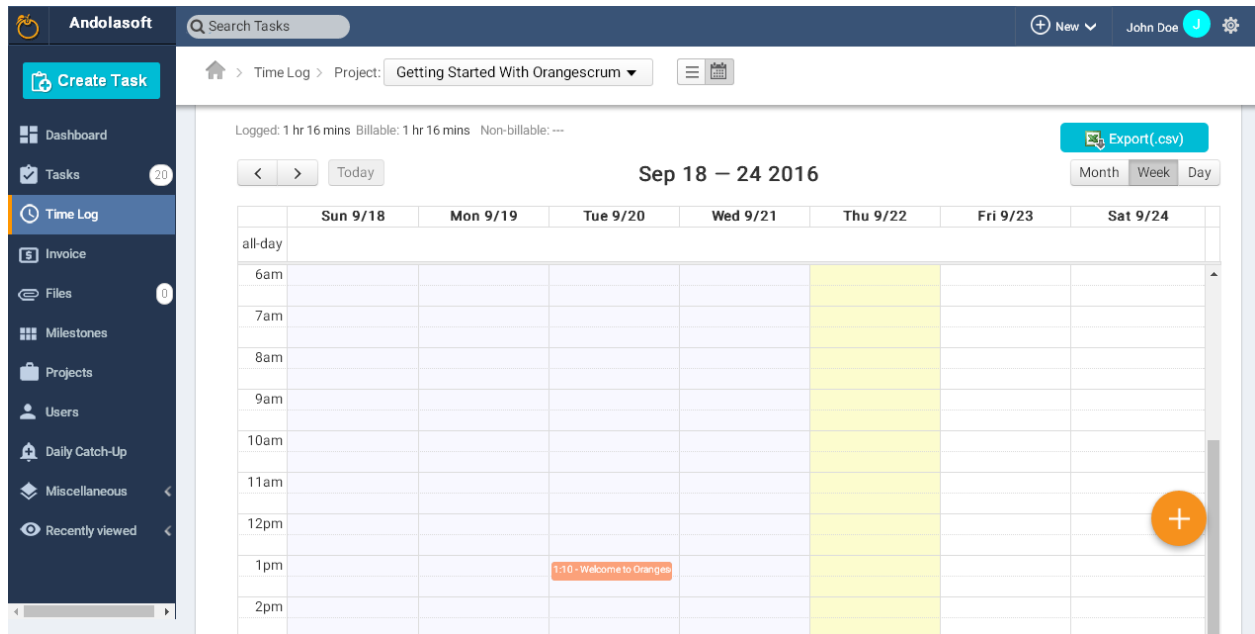 Andolasoft
Search Tasks
New
John Doe J
Create Task
Time Log > Project: Getting Started With Orangescrum
Dashboard
Tasks 20
Time Log
Invoice
Files 0
Milestones
Projects
Users
Daily Catch-Up
Miscellaneous
Recently viewed
Logged: 1 hr 16 mins Billable: 1 hr 16 mins Non-billable: ---
Export(.csv)
Today
Sep 18 — 24 2016
Month Week Day
Sun 9/18 Mon 9/19 Tue 9/20 Wed 9/21 Thu 9/22 Fri 9/23 Sat 9/24
all-day
6am
7am
8am
9am
10am
11am
12pm
1pm
1:10 - Welcome to Oranges
2pm